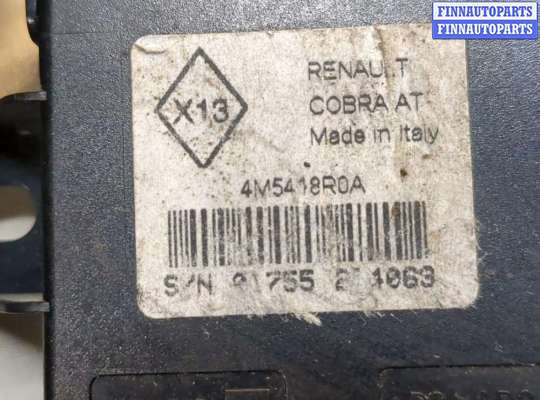 FINNAUTOPARTS
FINNAUTOPARTS
X13
RENAULT
COBRA AT
Made in Italy
4M5418R0A
S/N